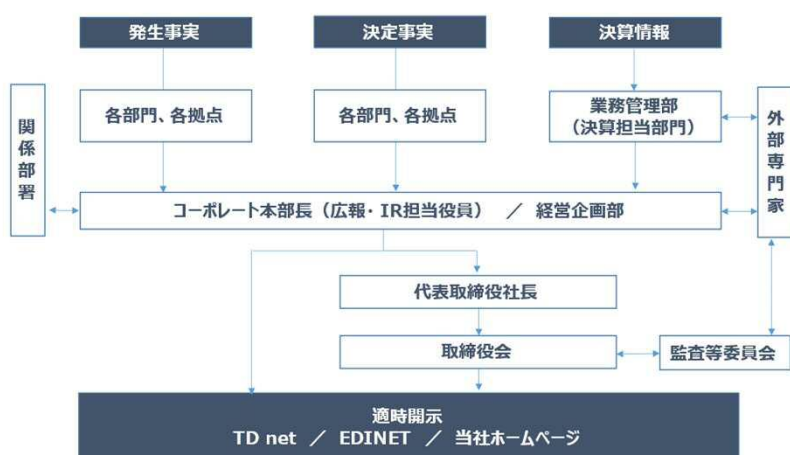 発生事実
決定事実
決算情報
関係部署
各部門、各拠点
各部門、各拠点
業務管理部
（決算担当部門）
外部専門家
コーポレート本部長（広報・IR担当役員）　／　経営企画部
代表取締役社長
取締役会
監査等委員会
適時開示
TD net　／　EDINET　／　当社ホームページ